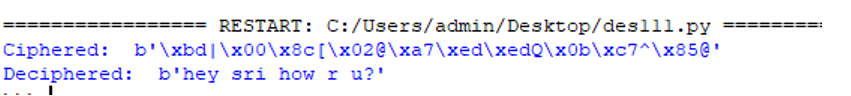 ================= RESTART: C:/Users/admin/Desktop/des111.py =========
Ciphered:  b'\xbd|\x00\x8c[\x02@\xa7\xed\xedQ\x0b\xc7^\x85@'
Deciphered:  b'hey sri how r u?'